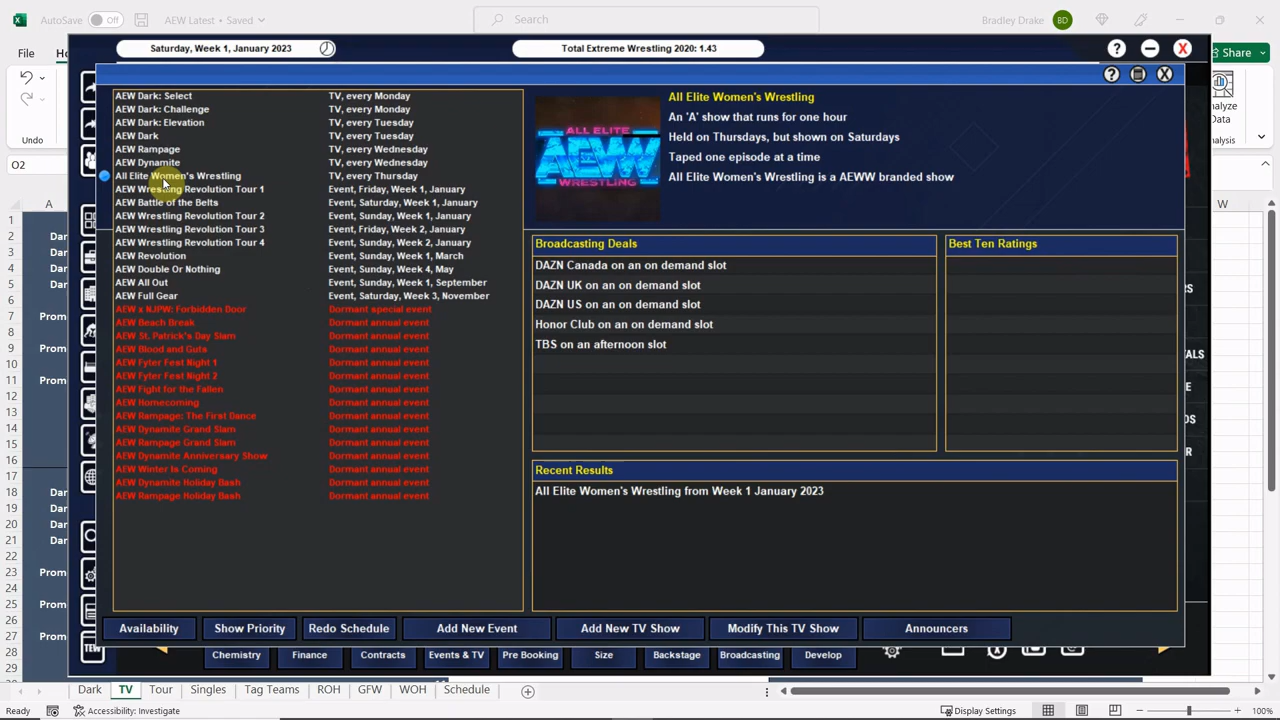 AutoSave Off AEW Latest • Saved Search Bradley Drake BD
File Share
Saturday, Week 1, January 2023 Total Extreme Wrestling 2020: 1.43
Undo
O2
A W
AEW Dark: Select TV, every Monday
AEW Dark: Challenge TV, every Monday
AEW Dark: Elevation TV, every Tuesday
AEW Dark TV, every Tuesday
AEW Rampage TV, every Wednesday
AEW Dynamite TV, every Wednesday
All Elite Women's Wrestling TV, every Thursday
AEW Wrestling Revolution Tour 1 Event, Friday, Week 1, January
AEW Battle of the Belts Event, Saturday, Week 1, January
AEW Wrestling Revolution Tour 2 Event, Sunday, Week 1, January
AEW Wrestling Revolution Tour 3 Event, Friday, Week 2, January
AEW Wrestling Revolution Tour 4 Event, Sunday, Week 2, January
AEW Revolution Event, Sunday, Week 1, March
AEW Double Or Nothing Event, Sunday, Week 4, May
AEW All Out Event, Sunday, Week 1, September
AEW Full Gear Event, Saturday, Week 3, November
AEW x NJPW: Forbidden Door Dormant special event
AEW Beach Break Dormant annual event
AEW St. Patrick's Day Slam Dormant annual event
AEW Blood and Guts Dormant annual event
AEW Fyter Fest Night 1 Dormant annual event
AEW Fyter Fest Night 2 Dormant annual event
AEW Fight for the Fallen Dormant annual event
AEW Homecoming Dormant annual event
AEW Rampage: The First Dance Dormant annual event
AEW Dynamite Grand Slam Dormant annual event
AEW Rampage Grand Slam Dormant annual event
AEW Dynamite Anniversary Show Dormant annual event
AEW Winter Is Coming Dormant annual event
AEW Dynamite Holiday Bash Dormant annual event
AEW Rampage Holiday Bash Dormant annual event
ALL ELITE
AEWW
WRESTLING
All Elite Women's Wrestling
An 'A' show that runs for one hour
Held on Thursdays, but shown on Saturdays
Taped one episode at a time
All Elite Women's Wrestling is a AEWW branded show
Broadcasting Deals
DAZN Canada on an on demand slot
DAZN UK on an on demand slot
DAZN US on an on demand slot
Honor Club on an on demand slot
TBS on an afternoon slot
Best Ten Ratings
Recent Results
All Elite Women's Wrestling from Week 1 January 2023
Availability Show Priority Redo Schedule Add New Event Add New TV Show Modify This TV Show Announcers
Chemistry Finance Contracts Events & TV Pre Booking Size Backstage Broadcasting Develop
TEW
Dark TV Tour Singles Tag Teams ROH GFW WOH Schedule
Ready Accessibility: Investigate Display Settings 100%